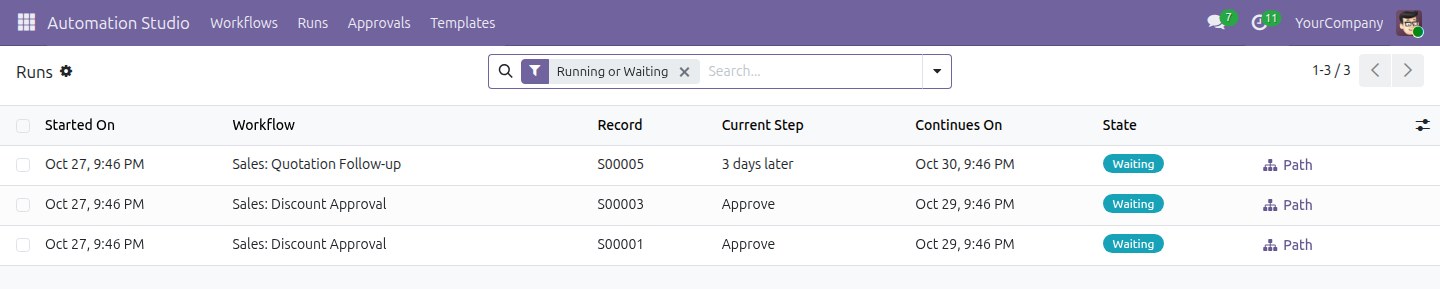 Automation Studio Workflows Runs Approvals Templates 7 11 YourCompany
Runs Running or Waiting Search... 1-3 / 3
Started On Workflow Record Current Step Continues On State
Oct 27, 9:46 PM Sales: Quotation Follow-up S00005 3 days later Oct 30, 9:46 PM Waiting Path
Oct 27, 9:46 PM Sales: Discount Approval S00003 Approve Oct 29, 9:46 PM Waiting Path
Oct 27, 9:46 PM Sales: Discount Approval S00001 Approve Oct 29, 9:46 PM Waiting Path